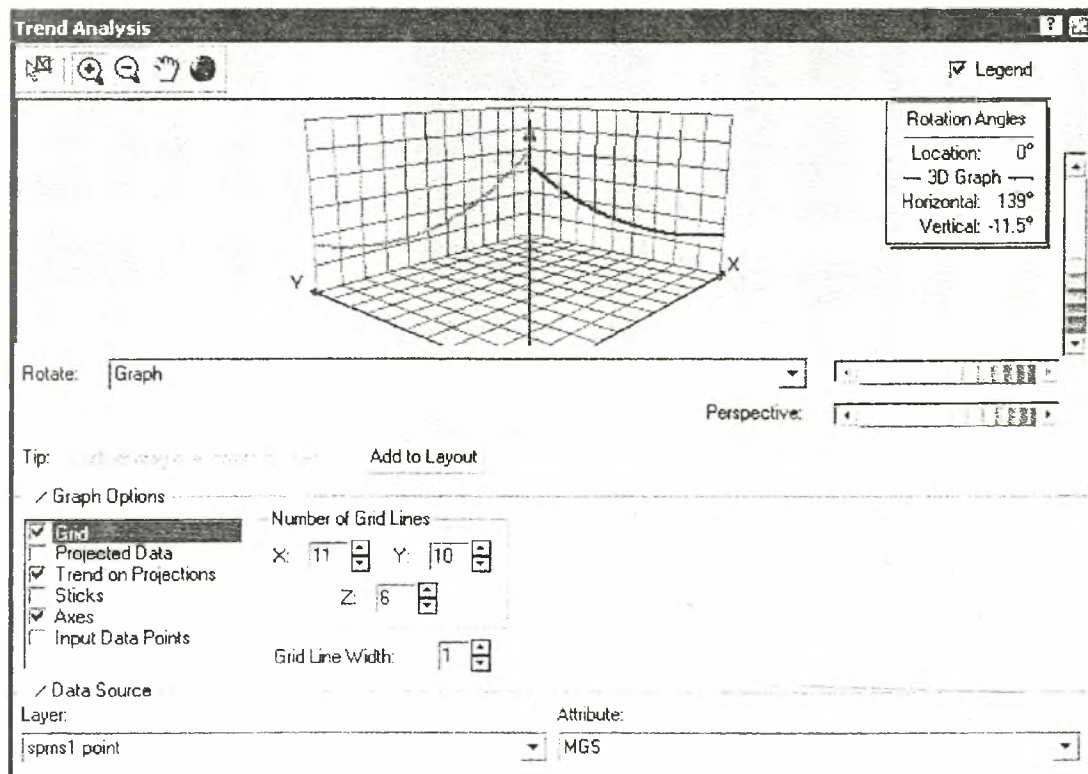 Trend Analysis
Legend
Rotation Angles
Location: 0°
3D Graph
Horizontal: 139°
Vertical: -11.5°
Y
X
Rotate: Graph
Perspective:
Tip:
Add to Layout
Graph Options
Grid
Projected Data
Trend on Projections
Sticks
Axes
Input Data Points
Number of Grid Lines
X: 11 Y: 10
Z: 6
Grid Line Width: 1
Data Source
Layer: Attribute:
sprns1 point MGS